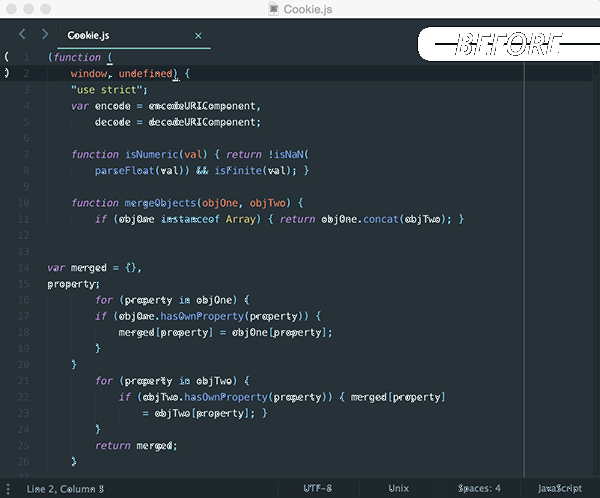 Cookie.js
Cookie.js ×
BEFORE
1 (function (
2 window, undefined) {
3 "use strict";
4 var encode = encodeURIComponent,
5 decode = decodeURIComponent;
6
7 function isNumeric(val) { return !isNaN(
8 parseFloat(val)) && isFinite(val); }
9
10 function mergeObjects(objOne, objTwo) {
11 if (objOne instanceof Array) { return objOne.concat(objTwo); }
12
13
14 var merged = {},
15 property;
16 for (property in objOne) {
17 if (objOne.hasOwnProperty(property)) {
18 merged[property] = objOne[property];
19 }
20 }
21 for (property in objTwo) {
22 if (objTwo.hasOwnProperty(property)) { merged[property]
23 = objTwo[property]; }
24 }
25 return merged;
26 }
27
Line 2, Column UTF-8 Unix Spaces: 4 JavaScript